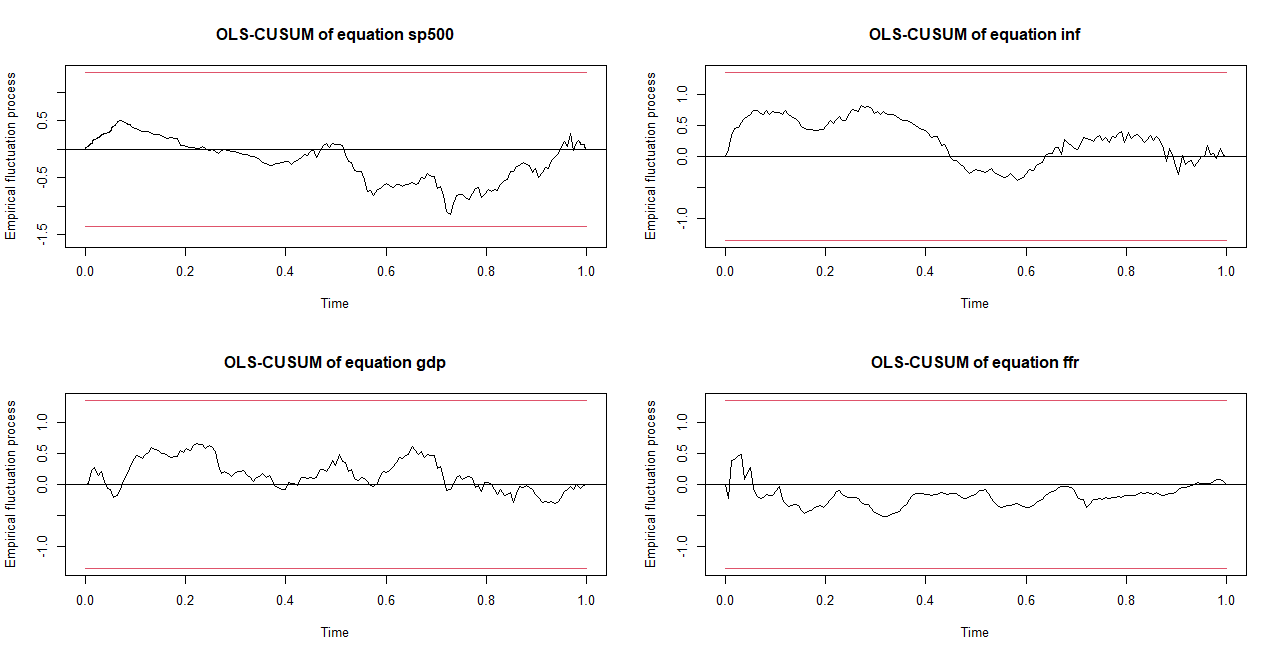 OLS-CUSUM of equation sp500
Empirical fluctuation process
0.5
-0.5
-1.5
0.0 0.2 0.4 0.6 0.8 1.0
Time
OLS-CUSUM of equation inf
Empirical fluctuation process
1.0
0.5
0.0
-1.0
0.0 0.2 0.4 0.6 0.8 1.0
Time
OLS-CUSUM of equation gdp
Empirical fluctuation process
1.0
0.5
0.0
-1.0
0.0 0.2 0.4 0.6 0.8 1.0
Time
OLS-CUSUM of equation ffr
Empirical fluctuation process
1.0
0.5
0.0
-1.0
0.0 0.2 0.4 0.6 0.8 1.0
Time